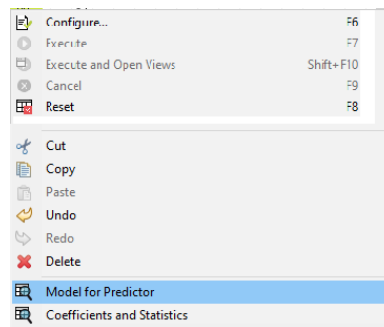 Configure... F6
Execute F7
Execute and Open Views Shift+F10
Cancel F9
Reset F8
Cut
Copy
Paste
Undo
Redo
Delete
Model for Predictor
Coefficients and Statistics